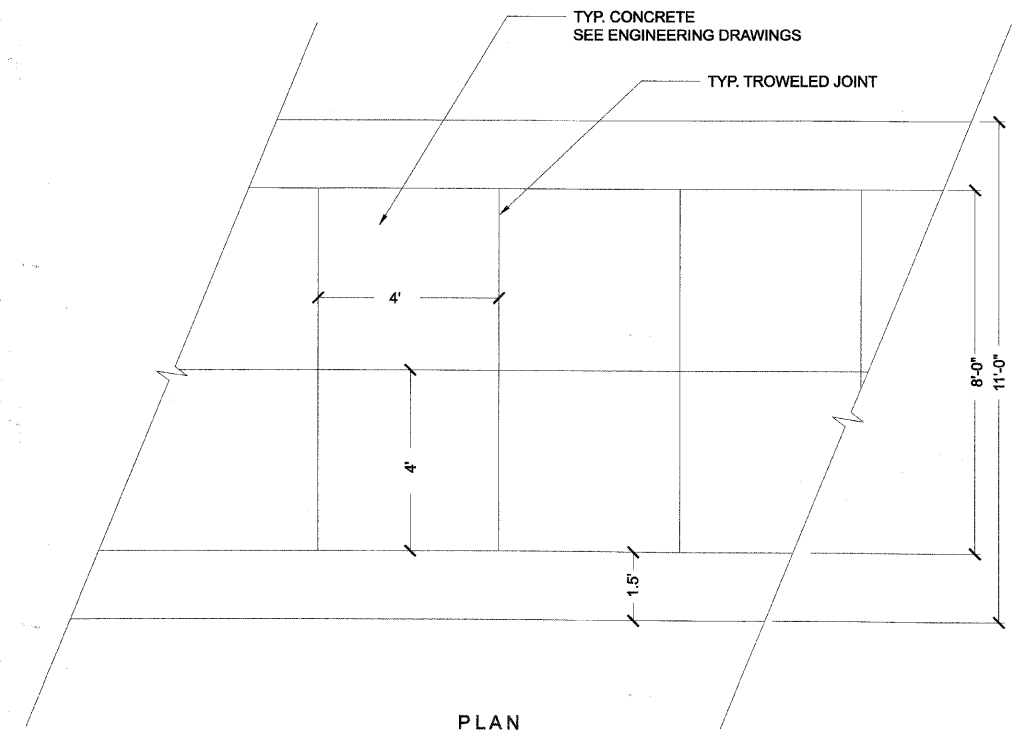 TYP. CONCRETE
SEE ENGINEERING DRAWINGS
TYP. TROWELED JOINT
4'
8'-0"
11'-0"
4'
1.5'
PLAN